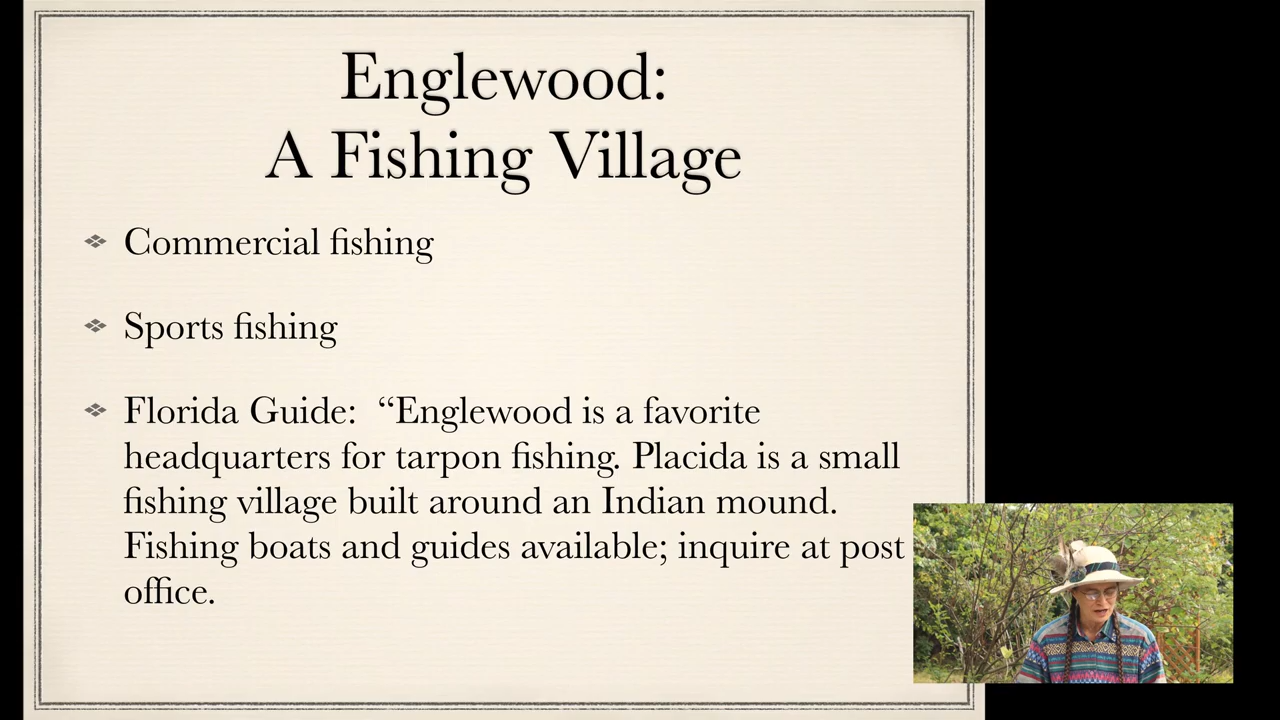 Englewood:
A Fishing Village
Commercial fishing
Sports fishing
Florida Guide: “Englewood is a favorite
headquarters for tarpon fishing. Placida is a small
fishing village built around an Indian mound.
Fishing boats and guides available; inquire at post
office.